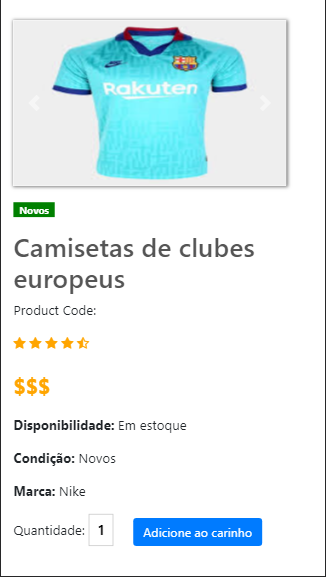 Rakuten
Novos
Camisetas de clubes
europeus
Product Code:
$$$
Disponibilidade: Em estoque
Condição: Novos
Marca: Nike
Quantidade: 1
Adicione ao carinho